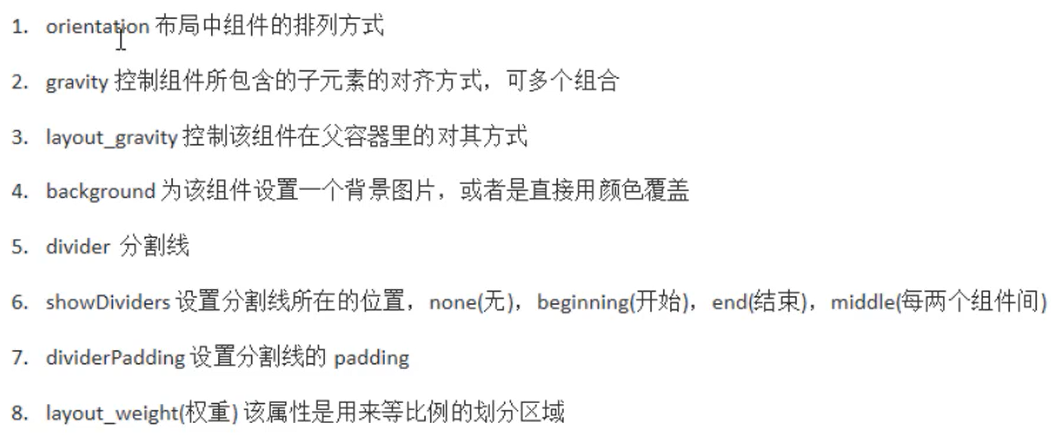 1. orientation 布局中组件的排列方式
2. gravity 控制组件所包含的子元素的对齐方式，可多个组合
3. layout_gravity 控制该组件在父容器里的对其方式
4. background 为该组件设置一个背景图片，或者是直接用颜色覆盖
5. divider 分割线
6. showDividers 设置分割线所在的位置，none(无)，beginning(开始)，end(结束)，middle(每两个组件间)
7. dividerPadding 设置分割线的 padding
8. layout_weight(权重) 该属性是用来等比例的划分区域